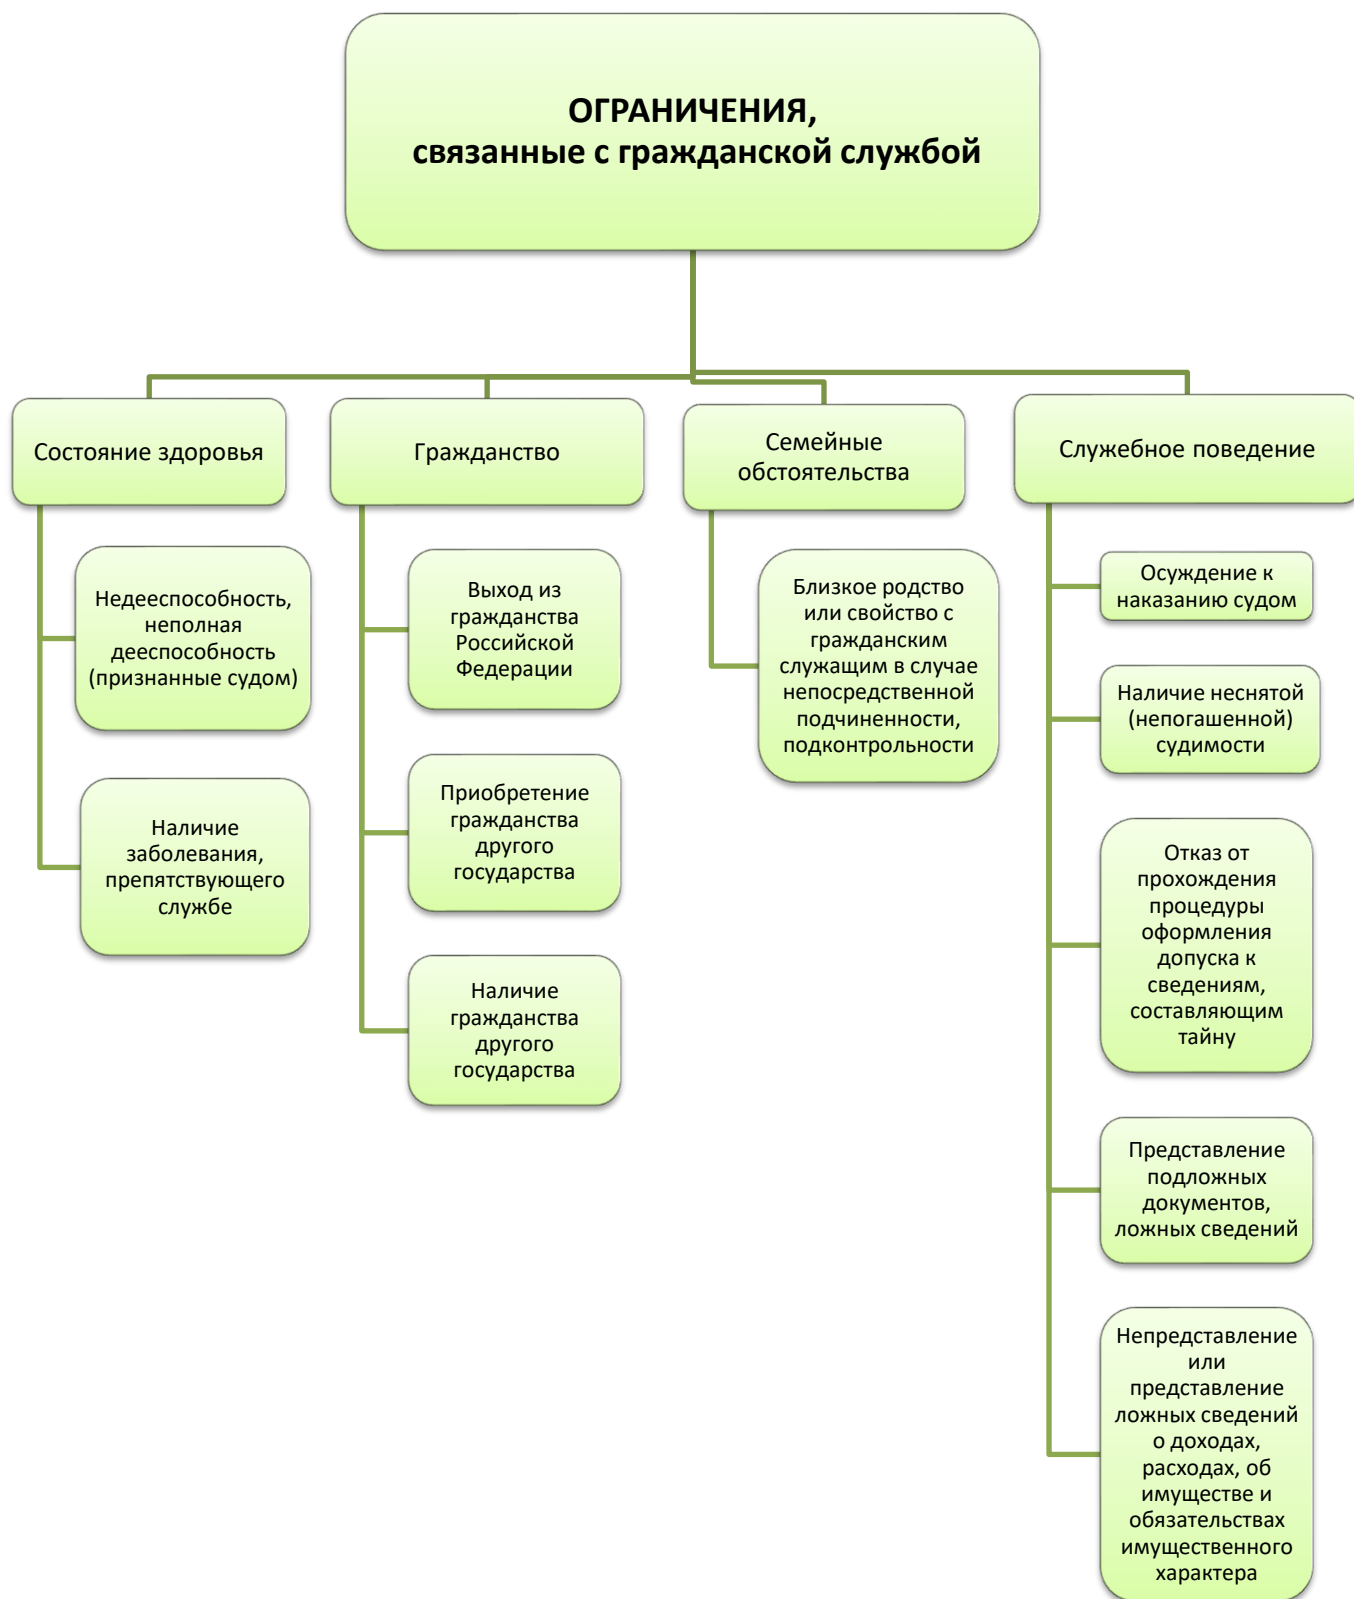 ОГРАНИЧЕНИЯ,
связанные с гражданской службой
Состояние здоровья
Недееспособность,
неполная
дееспособность
(признанные судом)
Наличие
заболевания,
препятствующего
службе
Гражданство
Выход из
гражданства
Российской
Федерации
Приобретение
гражданства
другого
государства
Наличие
гражданства
другого
государства
Семейные
обстоятельства
Близкое родство
или свойство с
гражданским
служащим в случае
непосредственной
подчиненности,
подконтрольности
Служебное поведение
Осуждение к
наказанию судом
Наличие неснятой
(непогашенной)
судимости
Отказ от
прохождения
процедуры
оформления
допуска к
сведениям,
составляющим
тайну
Представление
подложных
документов,
ложных сведений
Непредставление
или
представление
ложных сведений
о доходах,
расходах, об
имуществе и
обязательствах
имущественного
характера